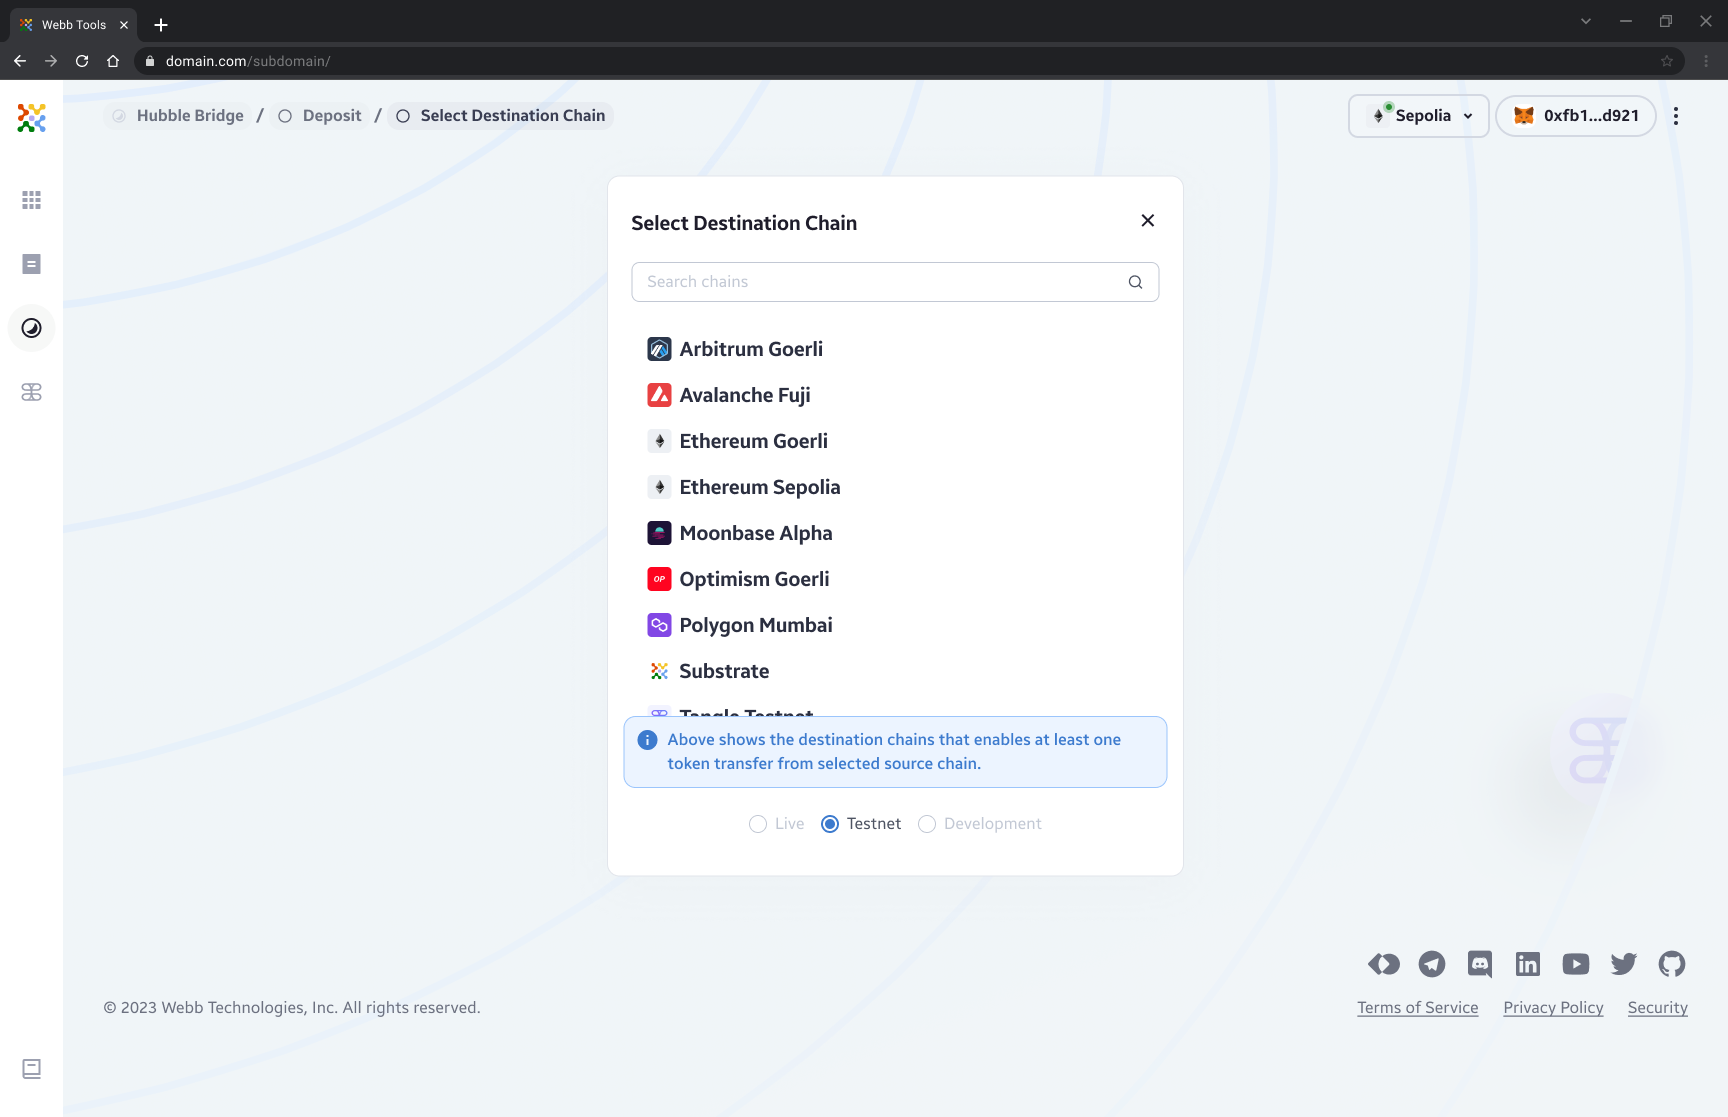 Webb Tools
domain.com/subdomain/
Hubble Bridge / Deposit / Select Destination Chain
Sepolia
0xfb1...d921
Select Destination Chain
Search chains
Arbitrum Goerli
Avalanche Fuji
Ethereum Goerli
Ethereum Sepolia
Moonbase Alpha
OP
Optimism Goerli
Polygon Mumbai
Substrate
Tangle Testnet
Above shows the destination chains that enables at least one
token transfer from selected source chain.
Live
Testnet
Development
© 2023 Webb Technologies, Inc. All rights reserved.
Terms of Service
Privacy Policy
Security